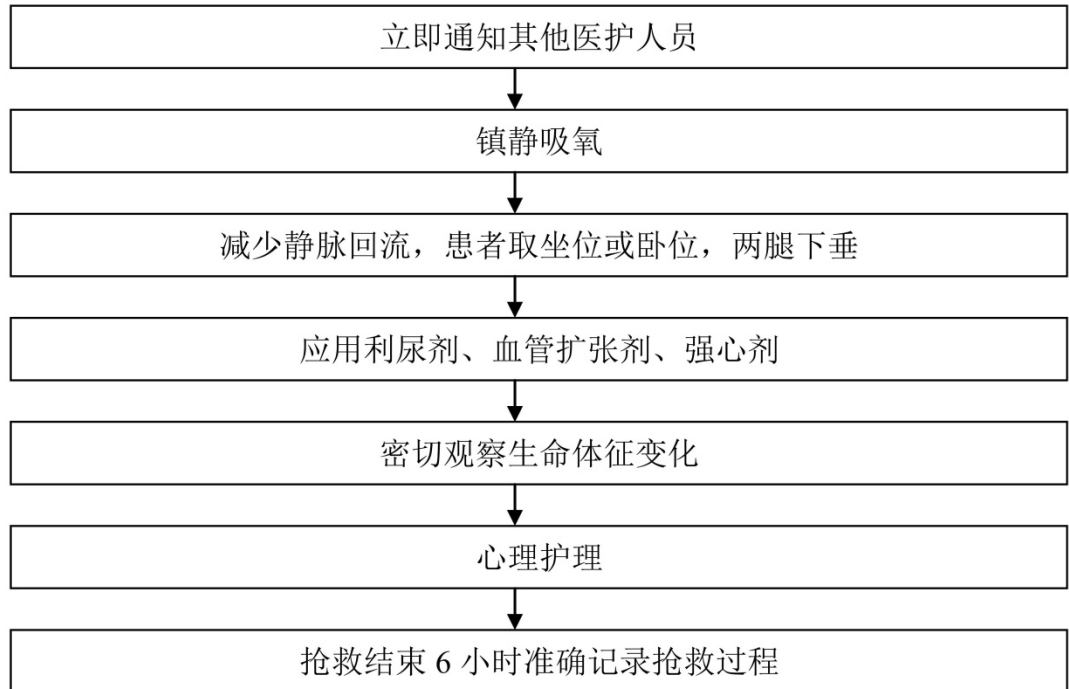 立即通知其他医护人员
镇静吸氧
减少静脉回流，患者取坐位或卧位，两腿下垂
应用利尿剂、血管扩张剂、强心剂
密切观察生命体征变化
心理护理
抢救结束 6 小时准确记录抢救过程